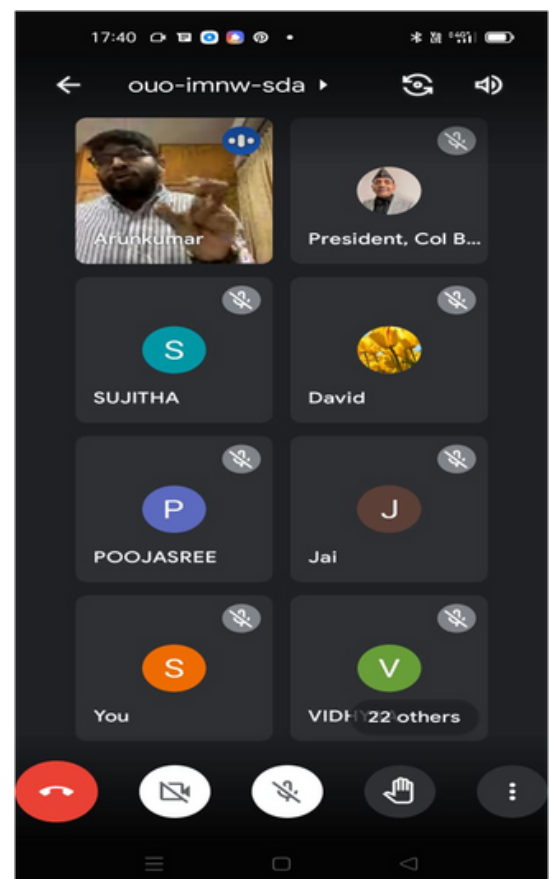 17:40
ouo-imnw-sda
Arunkumar
President, Col B...
SUJITHA
David
S
POOJASREE
P
Jai
J
You
S
22 others
V